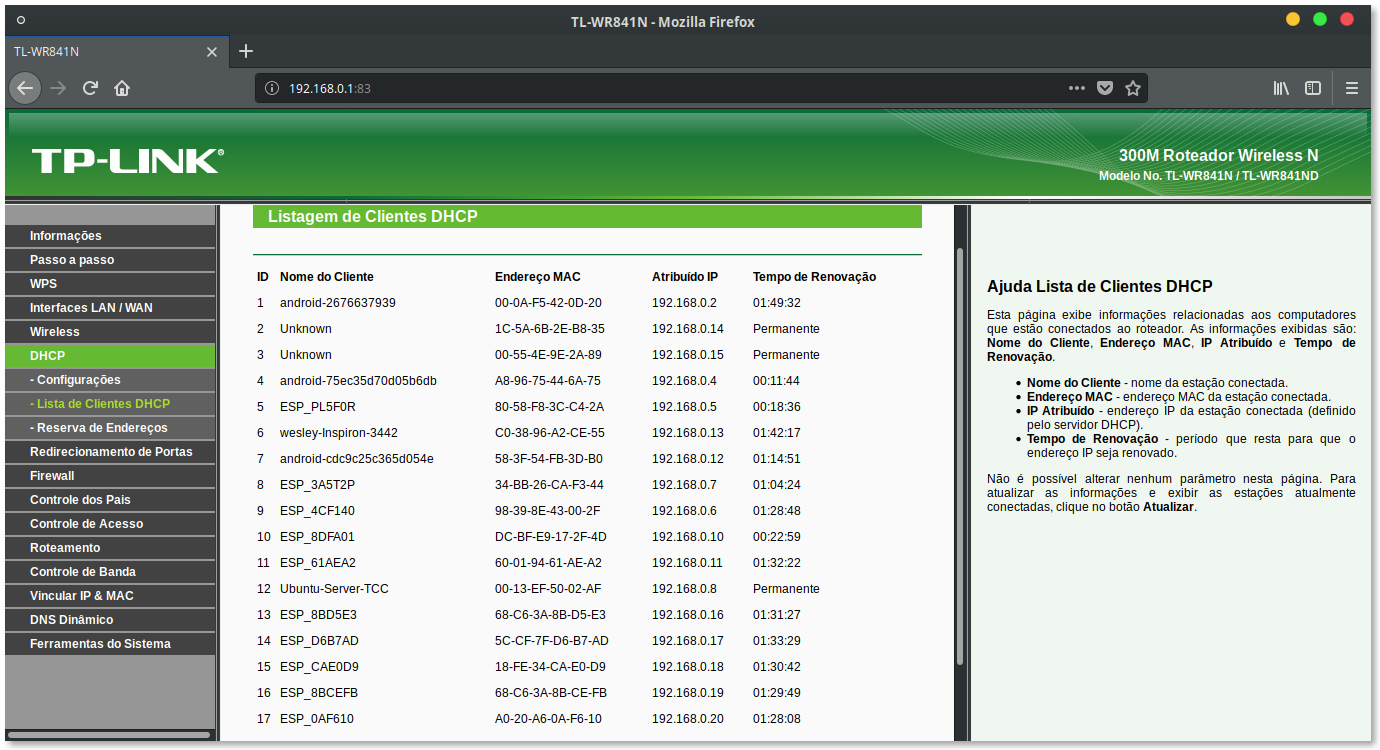 TL-WR841N - Mozilla Firefox
TL-WR841N
192.168.0.1:83
TP-LINK®
300M Roteador Wireless N
Modelo No. TL-WR841N / TL-WR841ND
Informações
Passo a passo
WPS
Interfaces LAN / WAN
Wireless
DHCP
- Configurações
- Lista de Clientes DHCP
- Reserva de Endereços
Redirecionamento de Portas
Firewall
Controle dos Pais
Controle de Acesso
Roteamento
Controle de Banda
Vincular IP & MAC
DNS Dinâmico
Ferramentas do Sistema
Listagem de Clientes DHCP
ID Nome do Cliente Endereço MAC Atribuído IP Tempo de Renovação
1 android-2676637939 00-0A-F5-42-0D-20 192.168.0.2 01:49:32
2 Unknown 1C-5A-6B-2E-B8-35 192.168.0.14 Permanente
3 Unknown 00-55-4E-9E-2A-89 192.168.0.15 Permanente
4 android-75ec35d70d05b6db A8-96-75-44-6A-75 192.168.0.4 00:11:44
5 ESP_PL5F0R 80-58-F8-3C-C4-2A 192.168.0.5 00:18:36
6 wesley-Inspiron-3442 C0-38-96-A2-CE-55 192.168.0.13 01:42:17
7 android-cdc9c25c365d054e 58-3F-54-FB-3D-B0 192.168.0.12 01:14:51
8 ESP_3A5T2P 34-BB-26-CA-F3-44 192.168.0.7 01:04:24
9 ESP_4CF140 98-39-8E-43-00-2F 192.168.0.6 01:28:48
10 ESP_8DFA01 DC-BF-E9-17-2F-4D 192.168.0.10 00:22:59
11 ESP_61AEA2 60-01-94-61-AE-A2 192.168.0.11 01:32:22
12 Ubuntu-Server-TCC 00-13-EF-50-02-AF 192.168.0.8 Permanente
13 ESP_8BD5E3 68-C6-3A-8B-D5-E3 192.168.0.16 01:31:27
14 ESP_D6B7AD 5C-CF-7F-D6-B7-AD 192.168.0.17 01:33:29
15 ESP_CAE0D9 18-FE-34-CA-E0-D9 192.168.0.18 01:30:42
16 ESP_8BCEFB 68-C6-3A-8B-CE-FB 192.168.0.19 01:29:49
17 ESP_0AF610 A0-20-A6-0A-F6-10 192.168.0.20 01:28:08
Ajuda Lista de Clientes DHCP
Esta página exibe informações relacionadas aos computadores
que estão conectados ao roteador. As informações exibidas são:
Nome do Cliente, Endereço MAC, IP Atribuído e Tempo de
Renovação.
• Nome do Cliente - nome da estação conectada.
• Endereço MAC - endereço MAC da estação conectada.
• IP Atribuído - endereço IP da estação conectada (definido
pelo servidor DHCP).
• Tempo de Renovação - período que resta para que o
endereço IP seja renovado.
Não é possível alterar nenhum parâmetro nesta página. Para
atualizar as informações e exibir as estações atualmente
conectadas, clique no botão Atualizar.